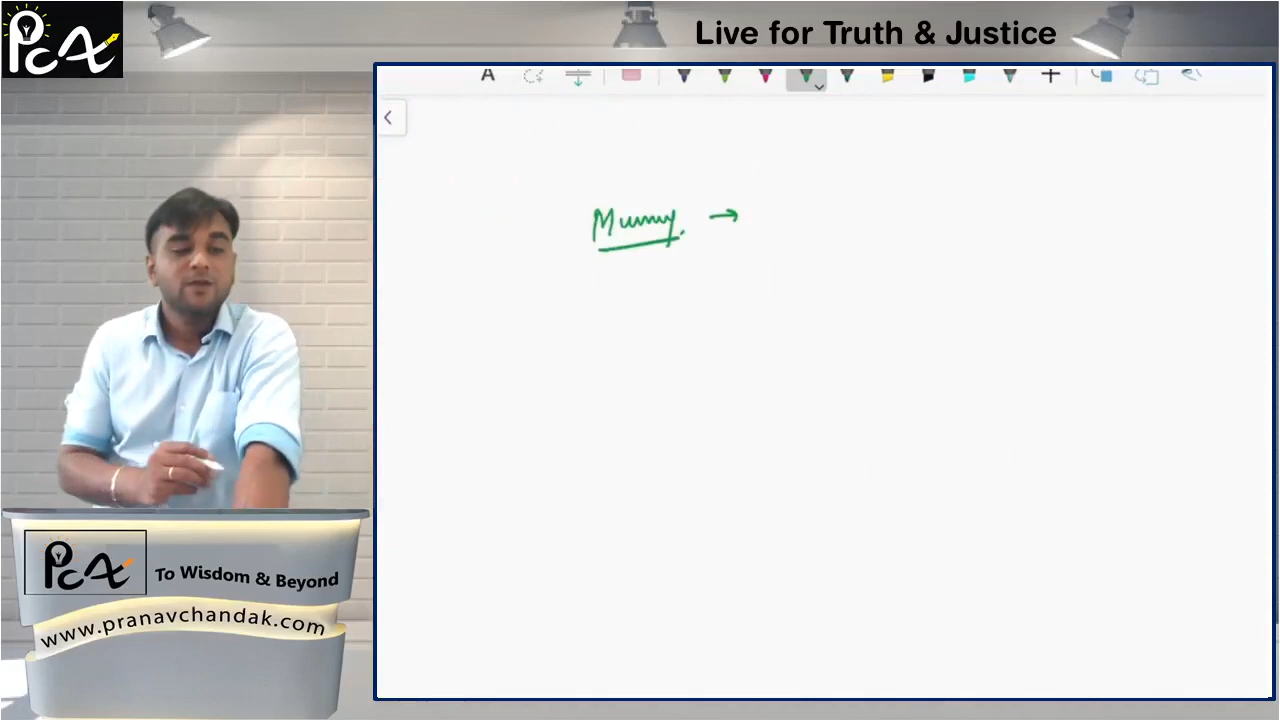 PCA
Live for Truth & Justice
A
Mummy →
PCA
To Wisdom & Beyond
www.pranavchandak.com